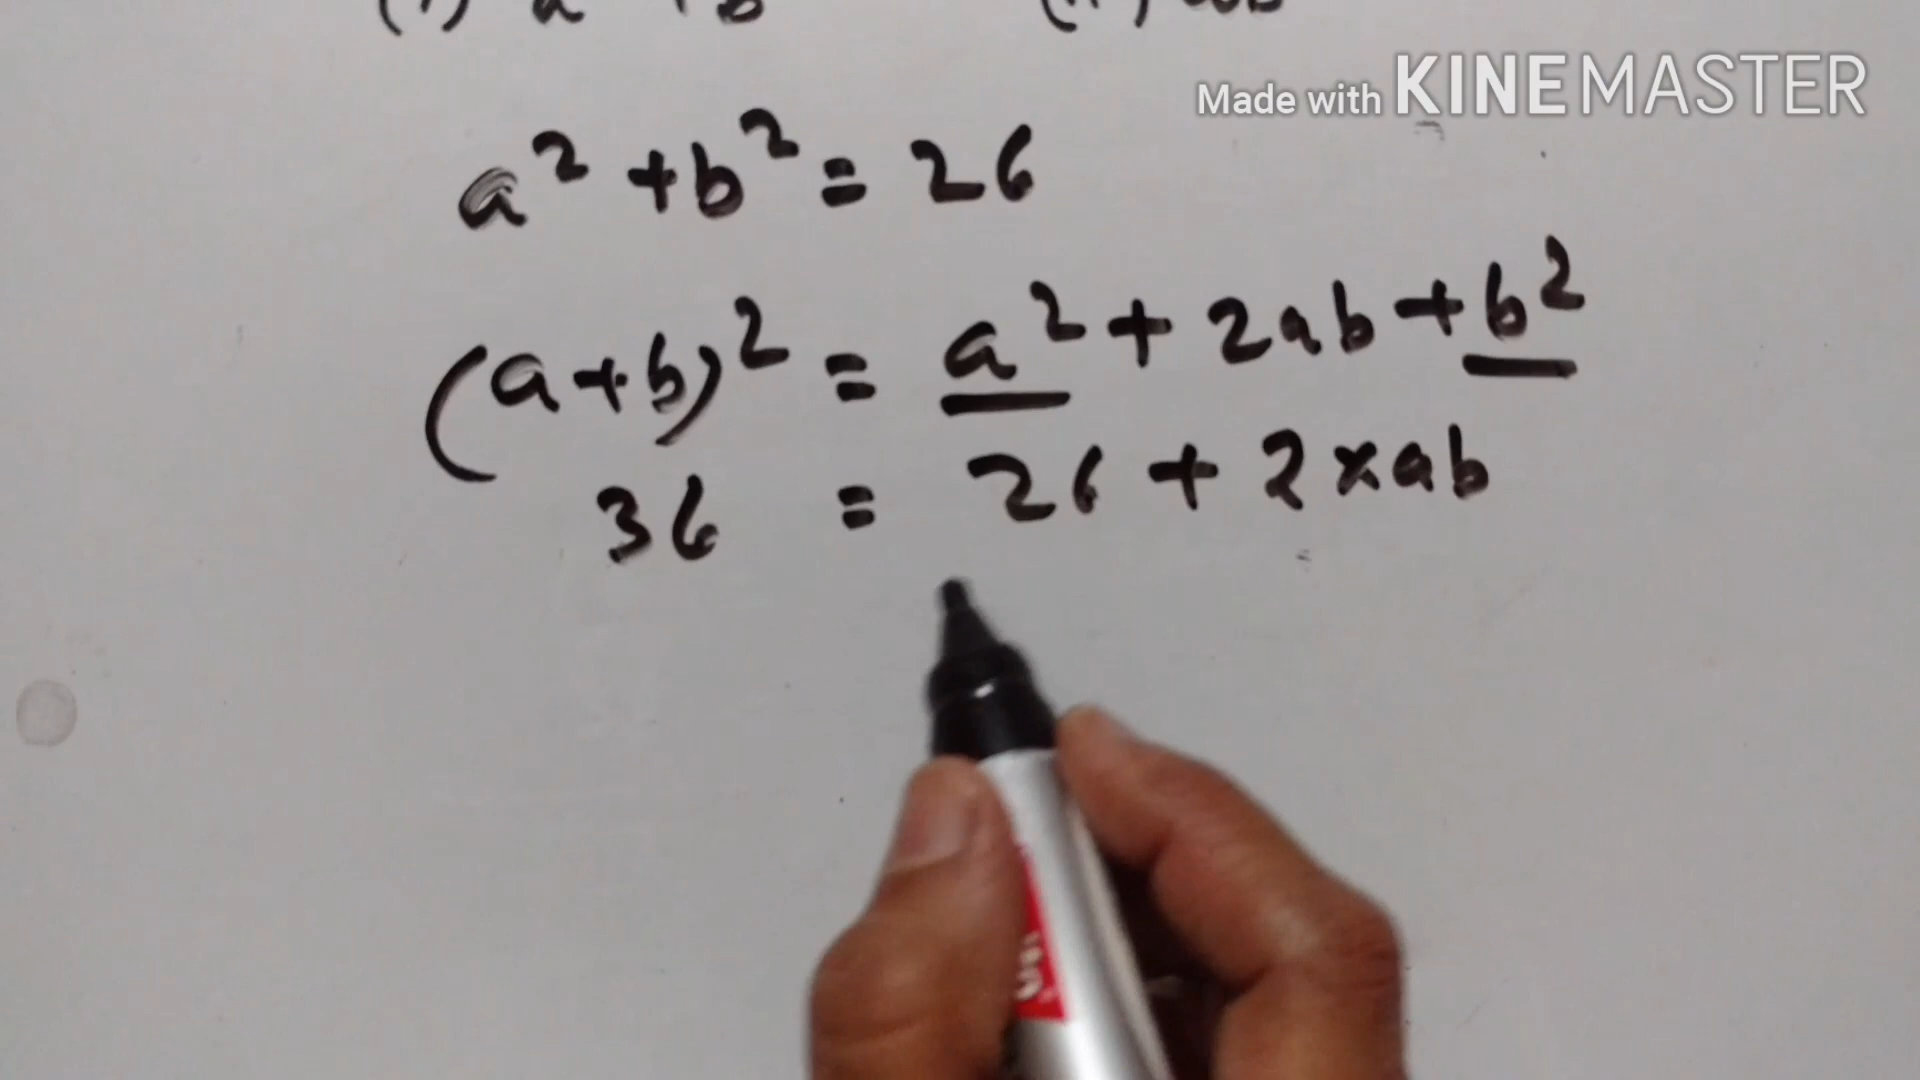 Made with KINEMASTER
a² + b² = 26
(a+b)² = a² + 2ab + b²
36 = 26 + 2×ab